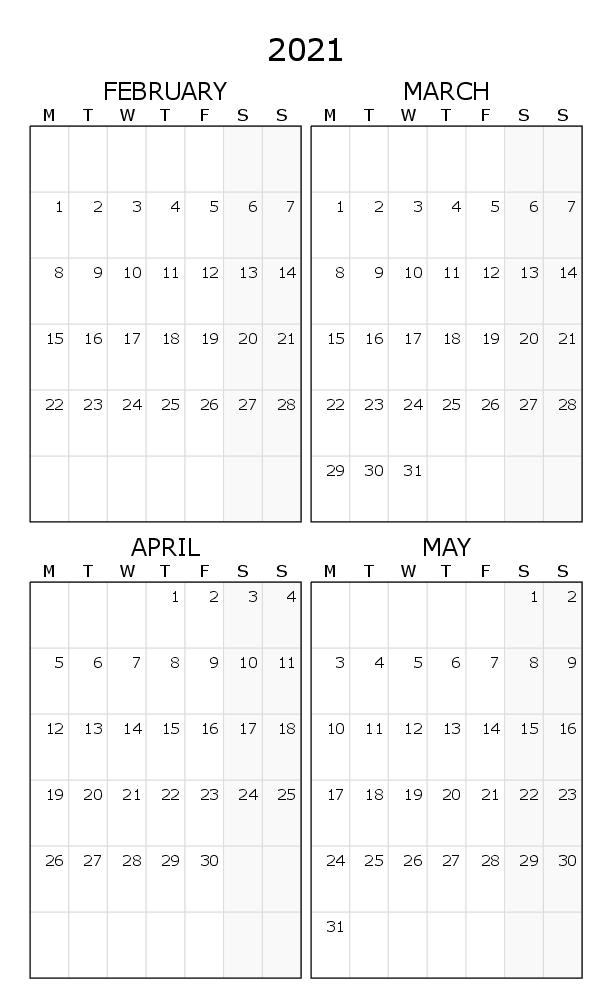 2021
FEBRUARY
M T W T F S S
1 2 3 4 5 6 7
8 9 10 11 12 13 14
15 16 17 18 19 20 21
22 23 24 25 26 27 28
MARCH
M T W T F S S
1 2 3 4 5 6 7
8 9 10 11 12 13 14
15 16 17 18 19 20 21
22 23 24 25 26 27 28
29 30 31
APRIL
M T W T F S S
1 2 3 4
5 6 7 8 9 10 11
12 13 14 15 16 17 18
19 20 21 22 23 24 25
26 27 28 29 30
MAY
M T W T F S S
1 2
3 4 5 6 7 8 9
10 11 12 13 14 15 16
17 18 19 20 21 22 23
24 25 26 27 28 29 30
31